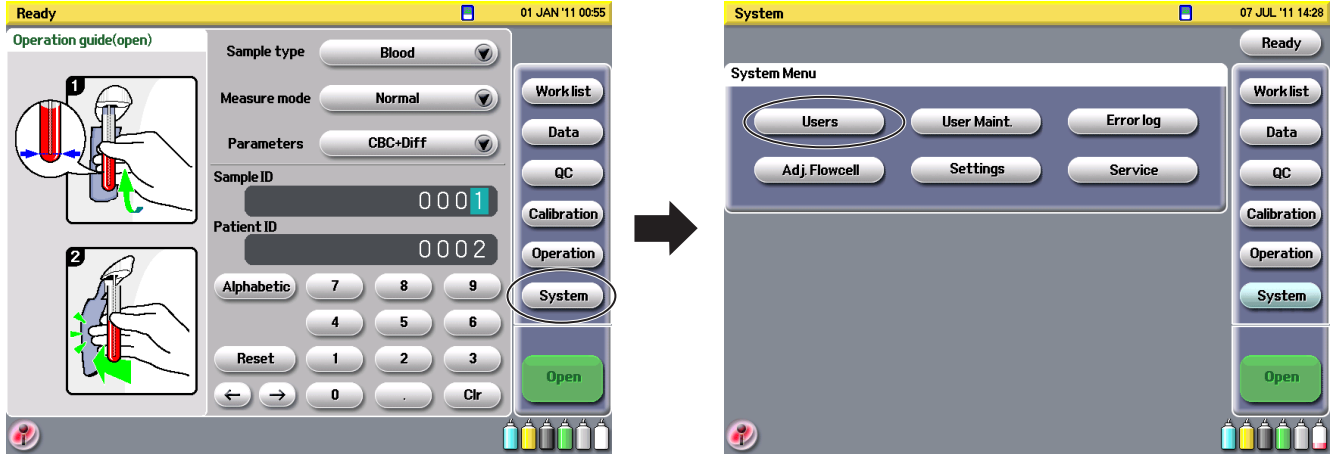 Ready
01 JAN '11 00:55
Operation guide(open)
1
2
Sample type Blood
Measure mode Normal
Parameters CBC+Diff
Sample ID
0001
Patient ID
0002
Alphabetic 7 8 9
4 5 6
Reset 1 2 3
← → 0 . Clr
Work list
Data
QC
Calibration
Operation
System
Open
System
07 JUL '11 14:28
Ready
System Menu
Users User Maint. Error log
Adj. Flowcell Settings Service
Work list
Data
QC
Calibration
Operation
System
Open